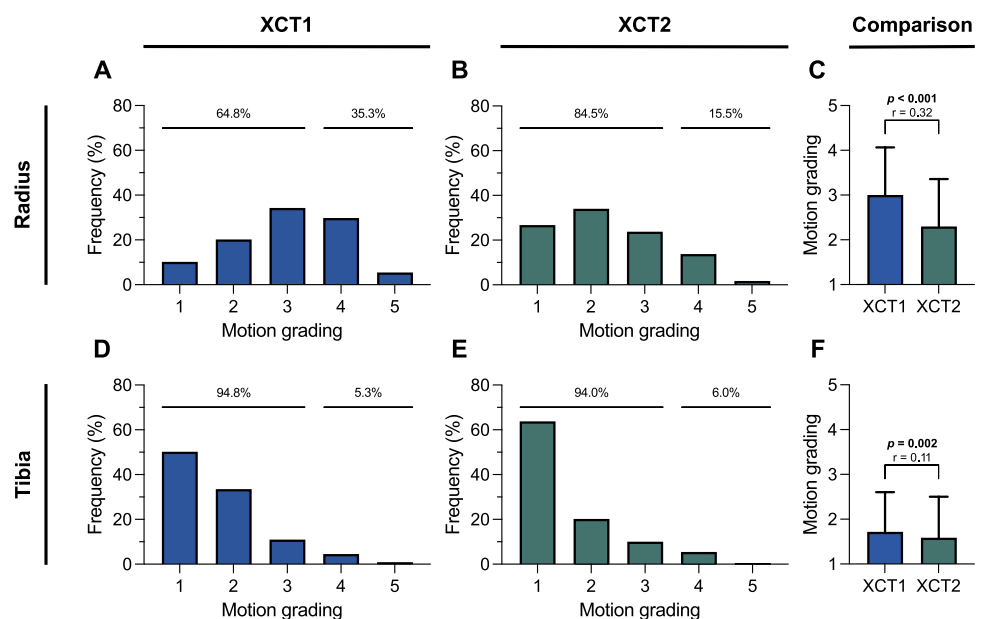 XCT1
XCT2
Comparison
Radius
A
Frequency (%)
80
60
40
20
0
64.8%
35.3%
1 2 3 4 5
Motion grading
B
Frequency (%)
80
60
40
20
0
84.5%
15.5%
1 2 3 4 5
Motion grading
C
Motion grading
5
4
3
2
1
p < 0.001
r = 0.32
XCT1 XCT2
Tibia
D
Frequency (%)
80
60
40
20
0
94.8%
5.3%
1 2 3 4 5
Motion grading
E
Frequency (%)
80
60
40
20
0
94.0%
6.0%
1 2 3 4 5
Motion grading
F
Motion grading
5
4
3
2
1
p = 0.002
r = 0.11
XCT1 XCT2